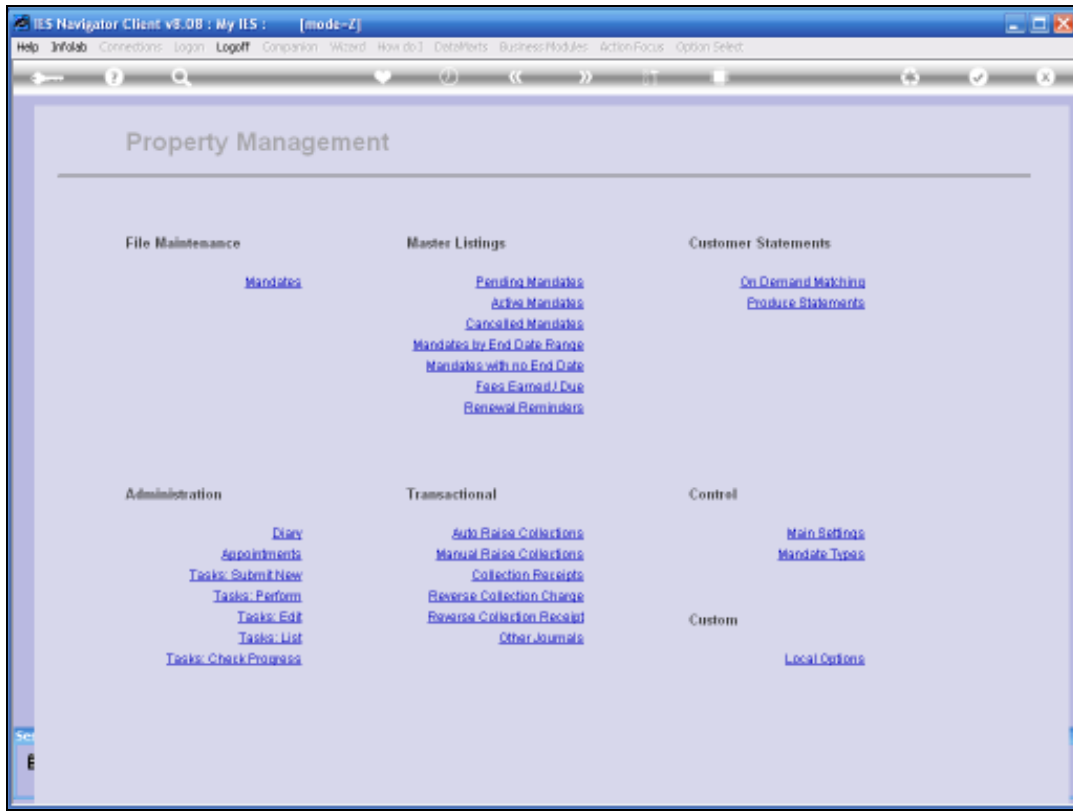 IES Navigator Client v8.08 : My IES : [mode=Z]
Help Infolab Connections Logon Logoff Companion Wizard How do I DataMarts Business Modules Action Focus Option Select
Property Management
File Maintenance
Mandates
Master Listings
Pending Mandates
Active Mandates
Cancelled Mandates
Mandates by End Date Range
Mandates with no End Date
Fees Earned / Due
Renewal Reminders
Customer Statements
On Demand Matching
Produce Statements
Administration
Diary
Appointments
Tasks: Submit New
Tasks: Perform
Tasks: Edit
Tasks: List
Tasks: Check Progress
Transactional
Auto Raise Collections
Manual Raise Collections
Collection Receipts
Reverse Collection Charge
Reverse Collection Receipt
Other Journals
Control
Main Settings
Mandate Types
Custom
Local Options